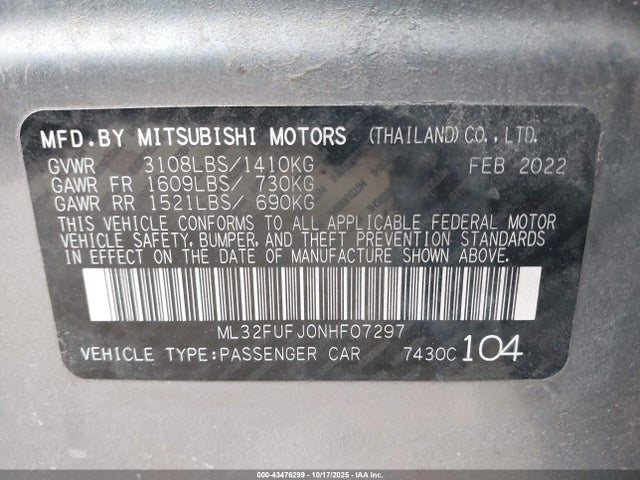 MFD.BY MITSUBISHI MOTORS (THAILAND)CO.,LTD.
GVWR 3108LBS/1410KG FEB 2022
GAWR FR 1609LBS/ 730KG
GAWR RR 1521LBS/ 690KG
THIS VEHICLE CONFORMS TO ALL APPLICABLE FEDERAL MOTOR
VEHICLE SAFETY, BUMPER, AND THEFT PREVENTION STANDARDS
IN EFFECT ON THE DATE OF MANUFACTURE SHOWN ABOVE.
ML32FUFJ0NHF07297
VEHICLE TYPE:PASSENGER CAR 7430C 104
000-43476299 - 10/17/2025 - IAA, Inc.